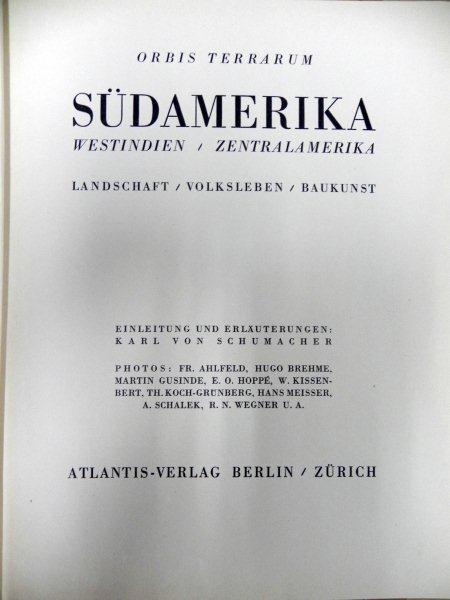 ORBIS TERRARUM
SÜDAMERIKA
WESTINDIEN / ZENTRALAMERIKA
LANDSCHAFT / VOLKSLEBEN / BAUKUNST
EINLEITUNG UND ERLÄUTERUNGEN:
KARL VON SCHUMACHER
PHOTOS: FR. AHLFELD, HUGO BREHME,
MARTIN GUSINDE, E. O. HOPPÉ, W. KISSEN-
BERT, TH. KOCH-GRÜNBERG, HANS MEISSER,
A. SCHALEK, R. N. WEGNER U. A.
ATLANTIS-VERLAG BERLIN / ZÜRICH